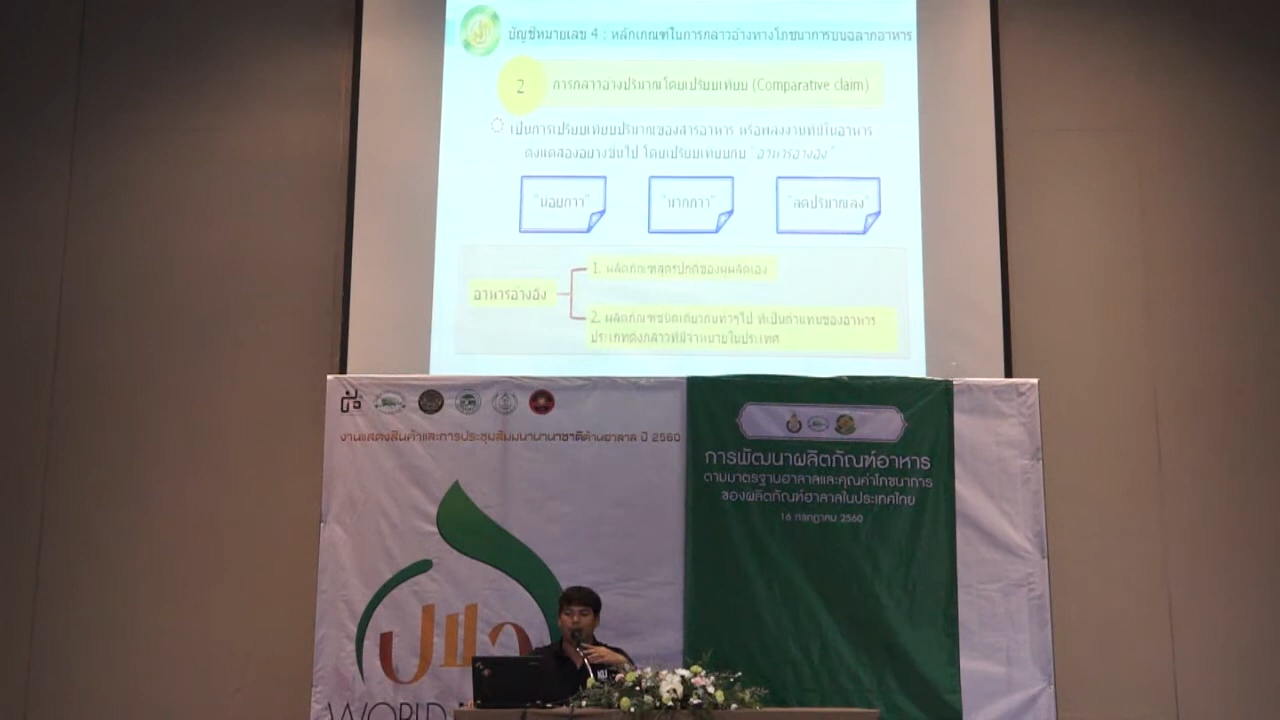 บัญชีหมายเลข 4 : หลักเกณฑ์ในการกล่าวอ้างทางโภชนาการบนฉลากอาหาร
2
การกล่าวอ้างปริมาณโดยเปรียบเทียบ (Comparative claim)
เป็นการเปรียบเทียบปริมาณของสารอาหาร หรือพลังงานที่มีในอาหาร
ตั้งแต่สองอย่างขึ้นไป โดยเปรียบเทียบกับ "อาหารอ้างอิง"
"น้อยกว่า" "มากกว่า" "ลดปริมาณลง"
1. ผลิตภัณฑ์สูตรปกติของผู้ผลิตเอง
อาหารอ้างอิง
2. ผลิตภัณฑ์ชนิดเดียวกันทั่วๆไป ที่เป็นตัวแทนของอาหาร
ประเภทดังกล่าวที่มีจำหน่ายในประเทศ
งานแสดงสินค้าและการประชุมสัมมนานานาชาติด้านฮาลาล ปี 2560
การพัฒนาผลิตภัณฑ์อาหาร
ตามมาตรฐานฮาลาลและคุณค่าโภชนาการ
ของผลิตภัณฑ์ฮาลาลในประเทศไทย
16 กรกฎาคม 2560
WORLD